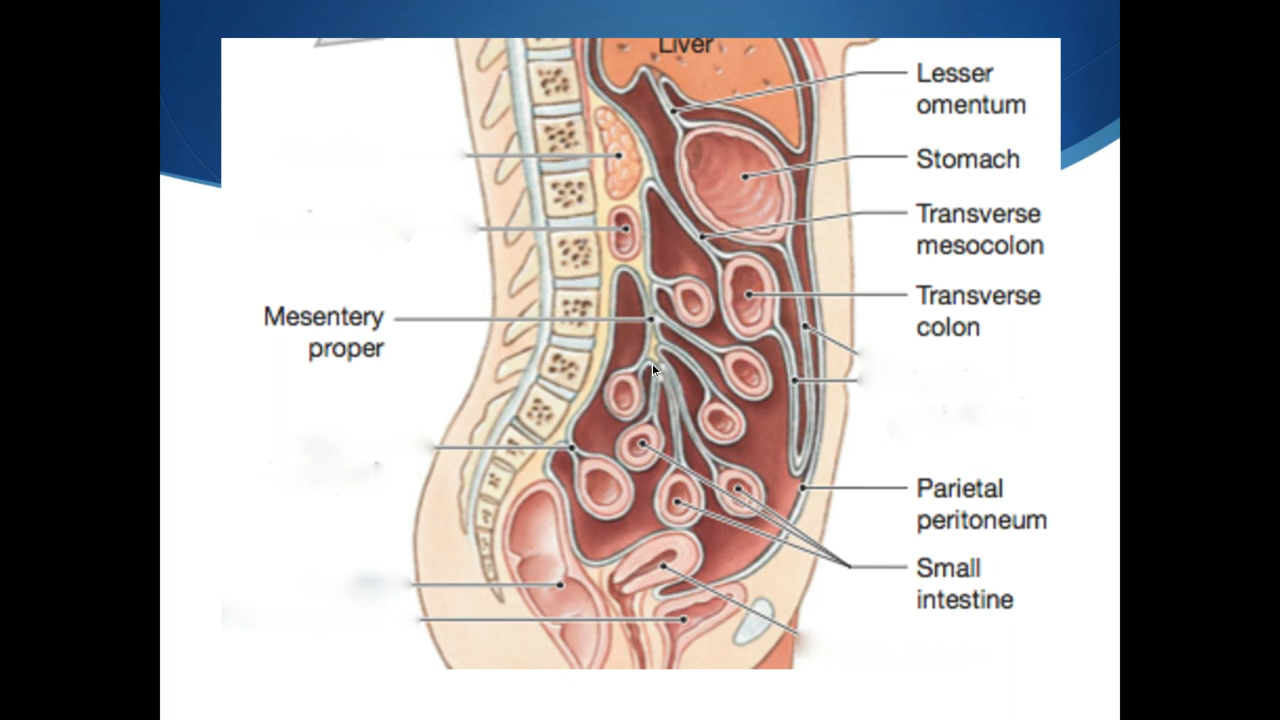 Liver
Lesser
omentum
Stomach
Transverse
mesocolon
Transverse
colon
Mesentery
proper
Parietal
peritoneum
Small
intestine